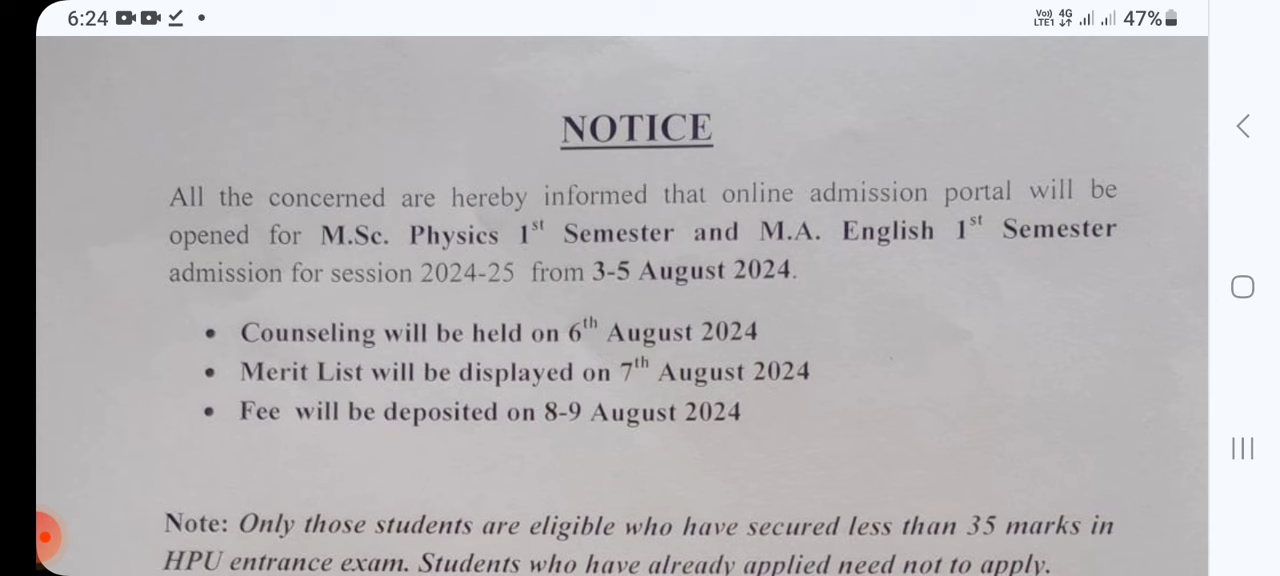 6:24
Vo)) 4G
LTE1 47%
NOTICE
All the concerned are hereby informed that online admission portal will be
opened for M.Sc. Physics 1st Semester and M.A. English 1st Semester
admission for session 2024-25 from 3-5 August 2024.
• Counseling will be held on 6th August 2024
• Merit List will be displayed on 7th August 2024
• Fee will be deposited on 8-9 August 2024
Note: Only those students are eligible who have secured less than 35 marks in
HPU entrance exam. Students who have already applied need not to apply.